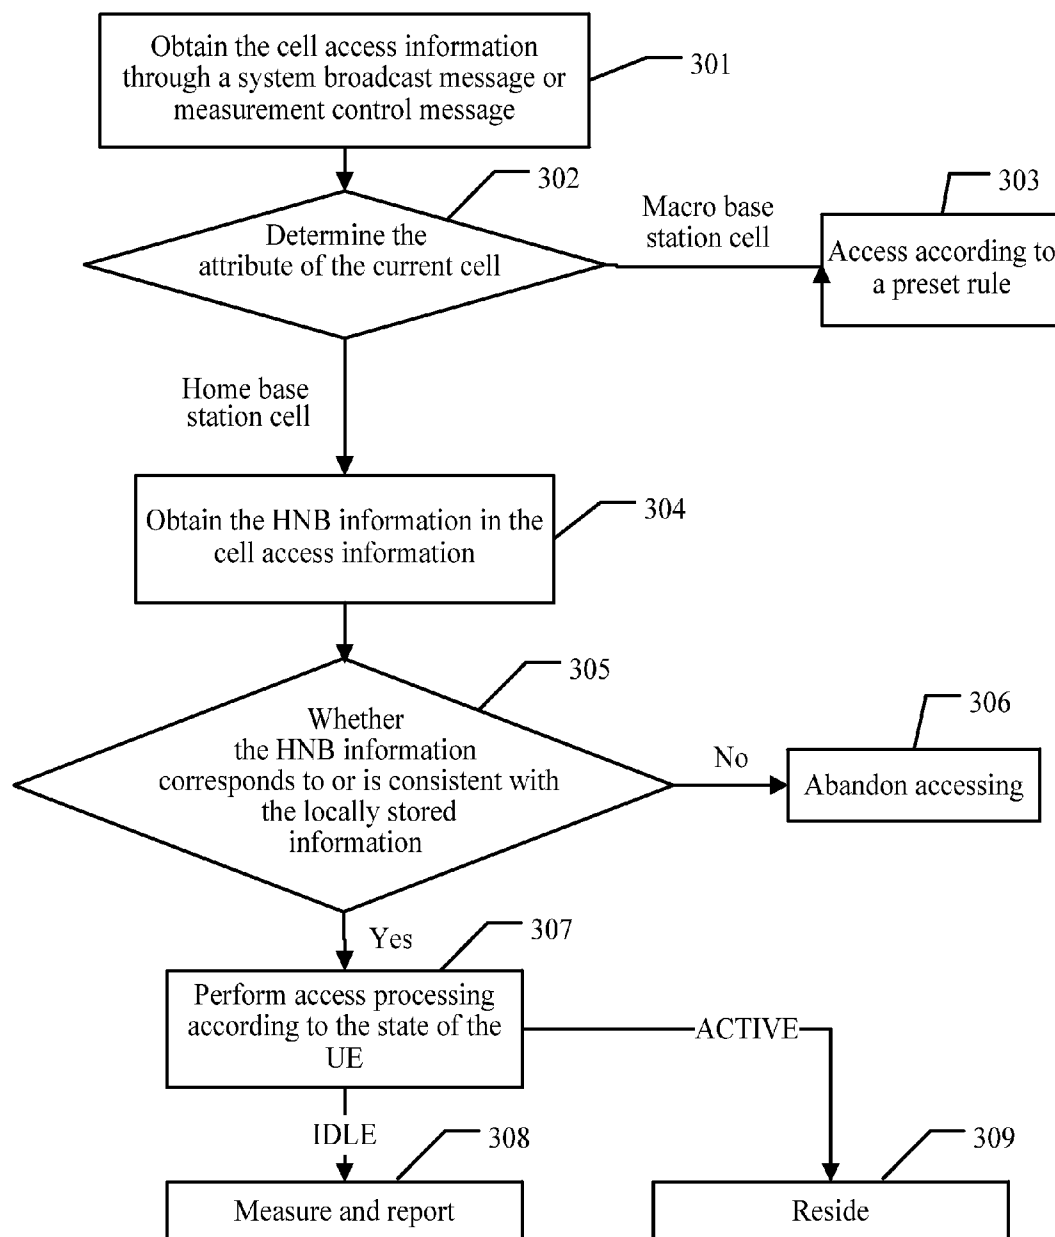 Obtain the cell access information
through a system broadcast message or
measurement control message
301
302
Determine the
attribute of the current cell
Macro base
station cell
303
Access according to
a preset rule
Home base
station cell
Obtain the HNB information in the
cell access information
304
305
Whether
the HNB information
corresponds to or is consistent with
the locally stored
information
No
306
Abandon accessing
Yes
307
Perform access processing
according to the state of the
UE
ACTIVE
IDLE
308
Measure and report
309
Reside